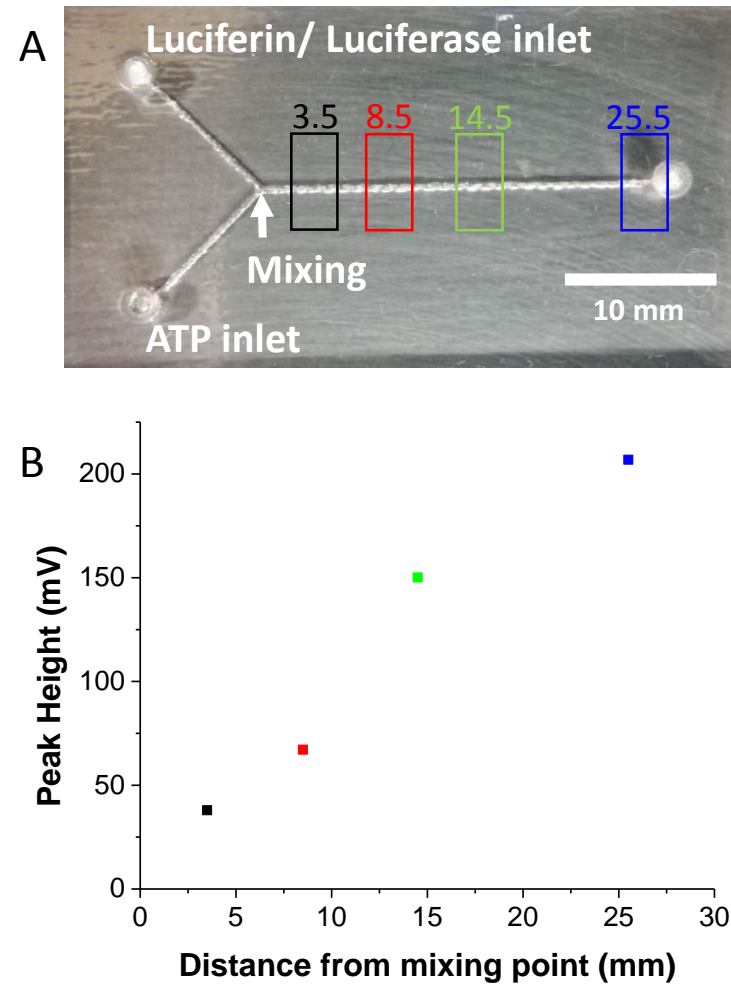 A
Luciferin/ Luciferase inlet
3.5 8.5 14.5 25.5
Mixing
10 mm
ATP inlet
B
200
150
100
50
0
0 5 10 15 20 25 30
Peak Height (mV)
Distance from mixing point (mm)